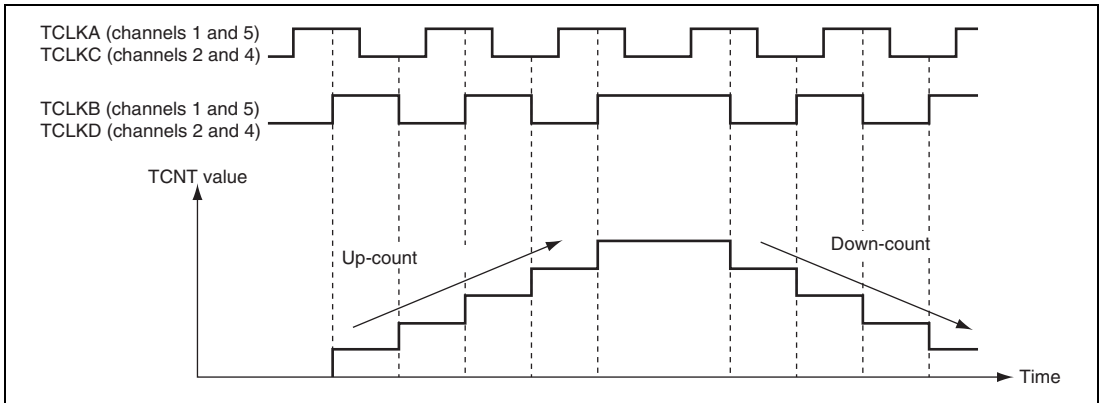 TCLKA (channels 1 and 5)
TCLKC (channels 2 and 4)
TCLKB (channels 1 and 5)
TCLKD (channels 2 and 4)
TCNT value
Up-count
Down-count
Time